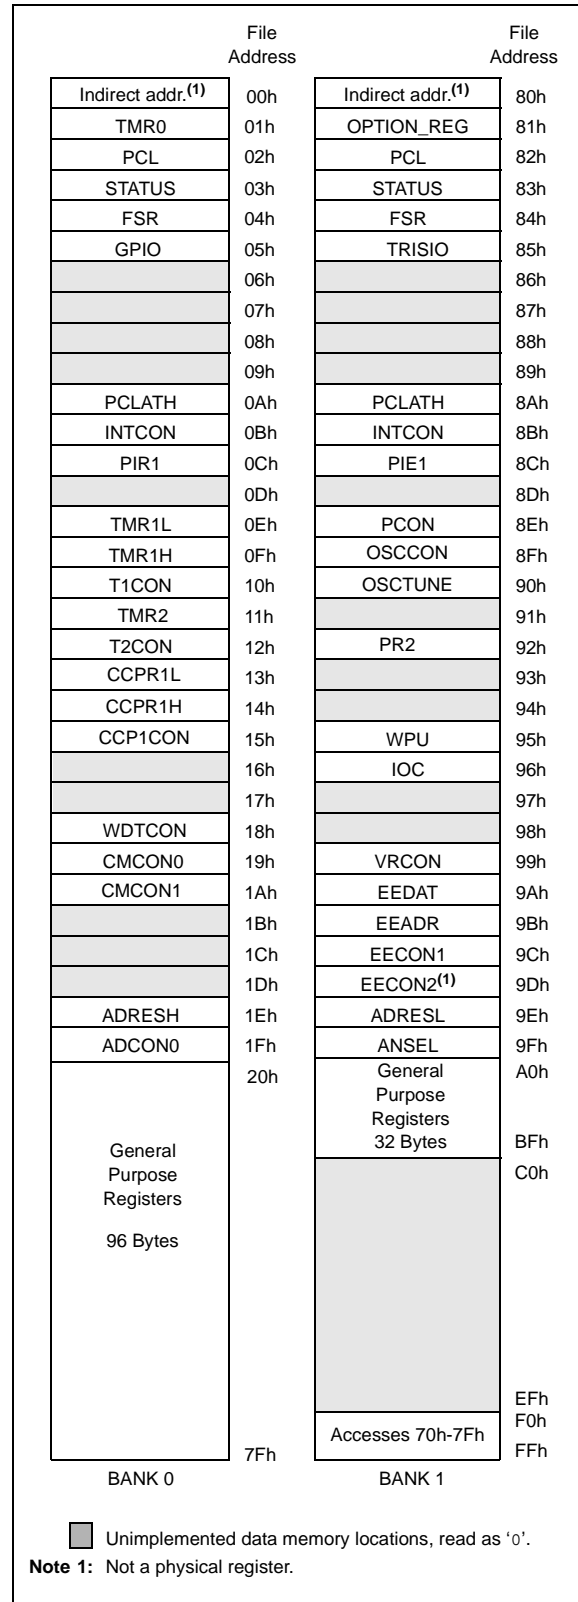 File Address File Address
Indirect addr.(1) 00h Indirect addr.(1) 80h
TMR0 01h OPTION_REG 81h
PCL 02h PCL 82h
STATUS 03h STATUS 83h
FSR 04h FSR 84h
GPIO 05h TRISIO 85h
06h 86h
07h 87h
08h 88h
09h 89h
PCLATH 0Ah PCLATH 8Ah
INTCON 0Bh INTCON 8Bh
PIR1 0Ch PIE1 8Ch
0Dh 8Dh
TMR1L 0Eh PCON 8Eh
TMR1H 0Fh OSCCON 8Fh
T1CON 10h OSCTUNE 90h
TMR2 11h 91h
T2CON 12h PR2 92h
CCPR1L 13h 93h
CCPR1H 14h 94h
CCP1CON 15h WPU 95h
16h IOC 96h
17h 97h
WDTCON 18h 98h
CMCON0 19h VRCON 99h
CMCON1 1Ah EEDAT 9Ah
1Bh EEADR 9Bh
1Ch EECON1 9Ch
1Dh EECON2(1) 9Dh
ADRESH 1Eh ADRESL 9Eh
ADCON0 1Fh ANSEL 9Fh
20h General A0h
Purpose
Registers
32 Bytes BFh
General
Purpose
Registers
96 Bytes
C0h
EFh
F0h
Accesses 70h-7Fh
7Fh FFh
BANK 0 BANK 1
Unimplemented data memory locations, read as ‘0’.
Note 1: Not a physical register.